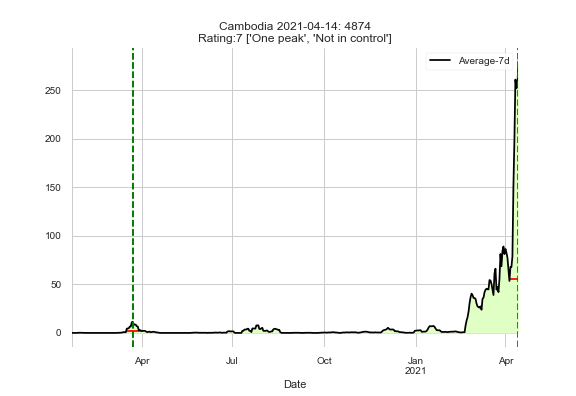 Cambodia 2021-04-14: 4874
Rating:7 ['One peak', 'Not in control']
Average-7d
250
200
150
100
50
0
Apr
Jul
Oct
Jan
2021
Apr
Date